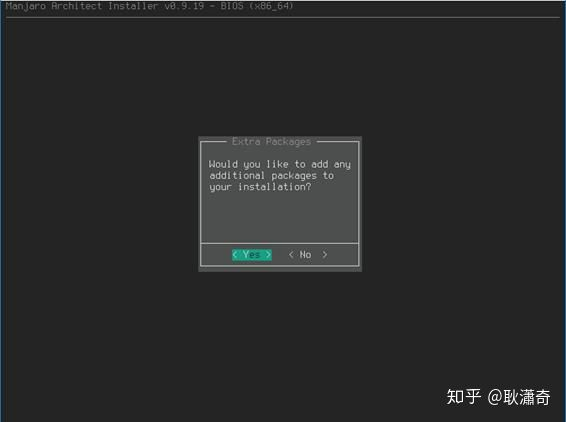 Manjaro Architect Installer v0.9.19 - BIOS (x86_64)
Extra Packages
Would you like to add any
additional packages to
your installation?
< Yes > < No >
知乎 @耿瀟奇